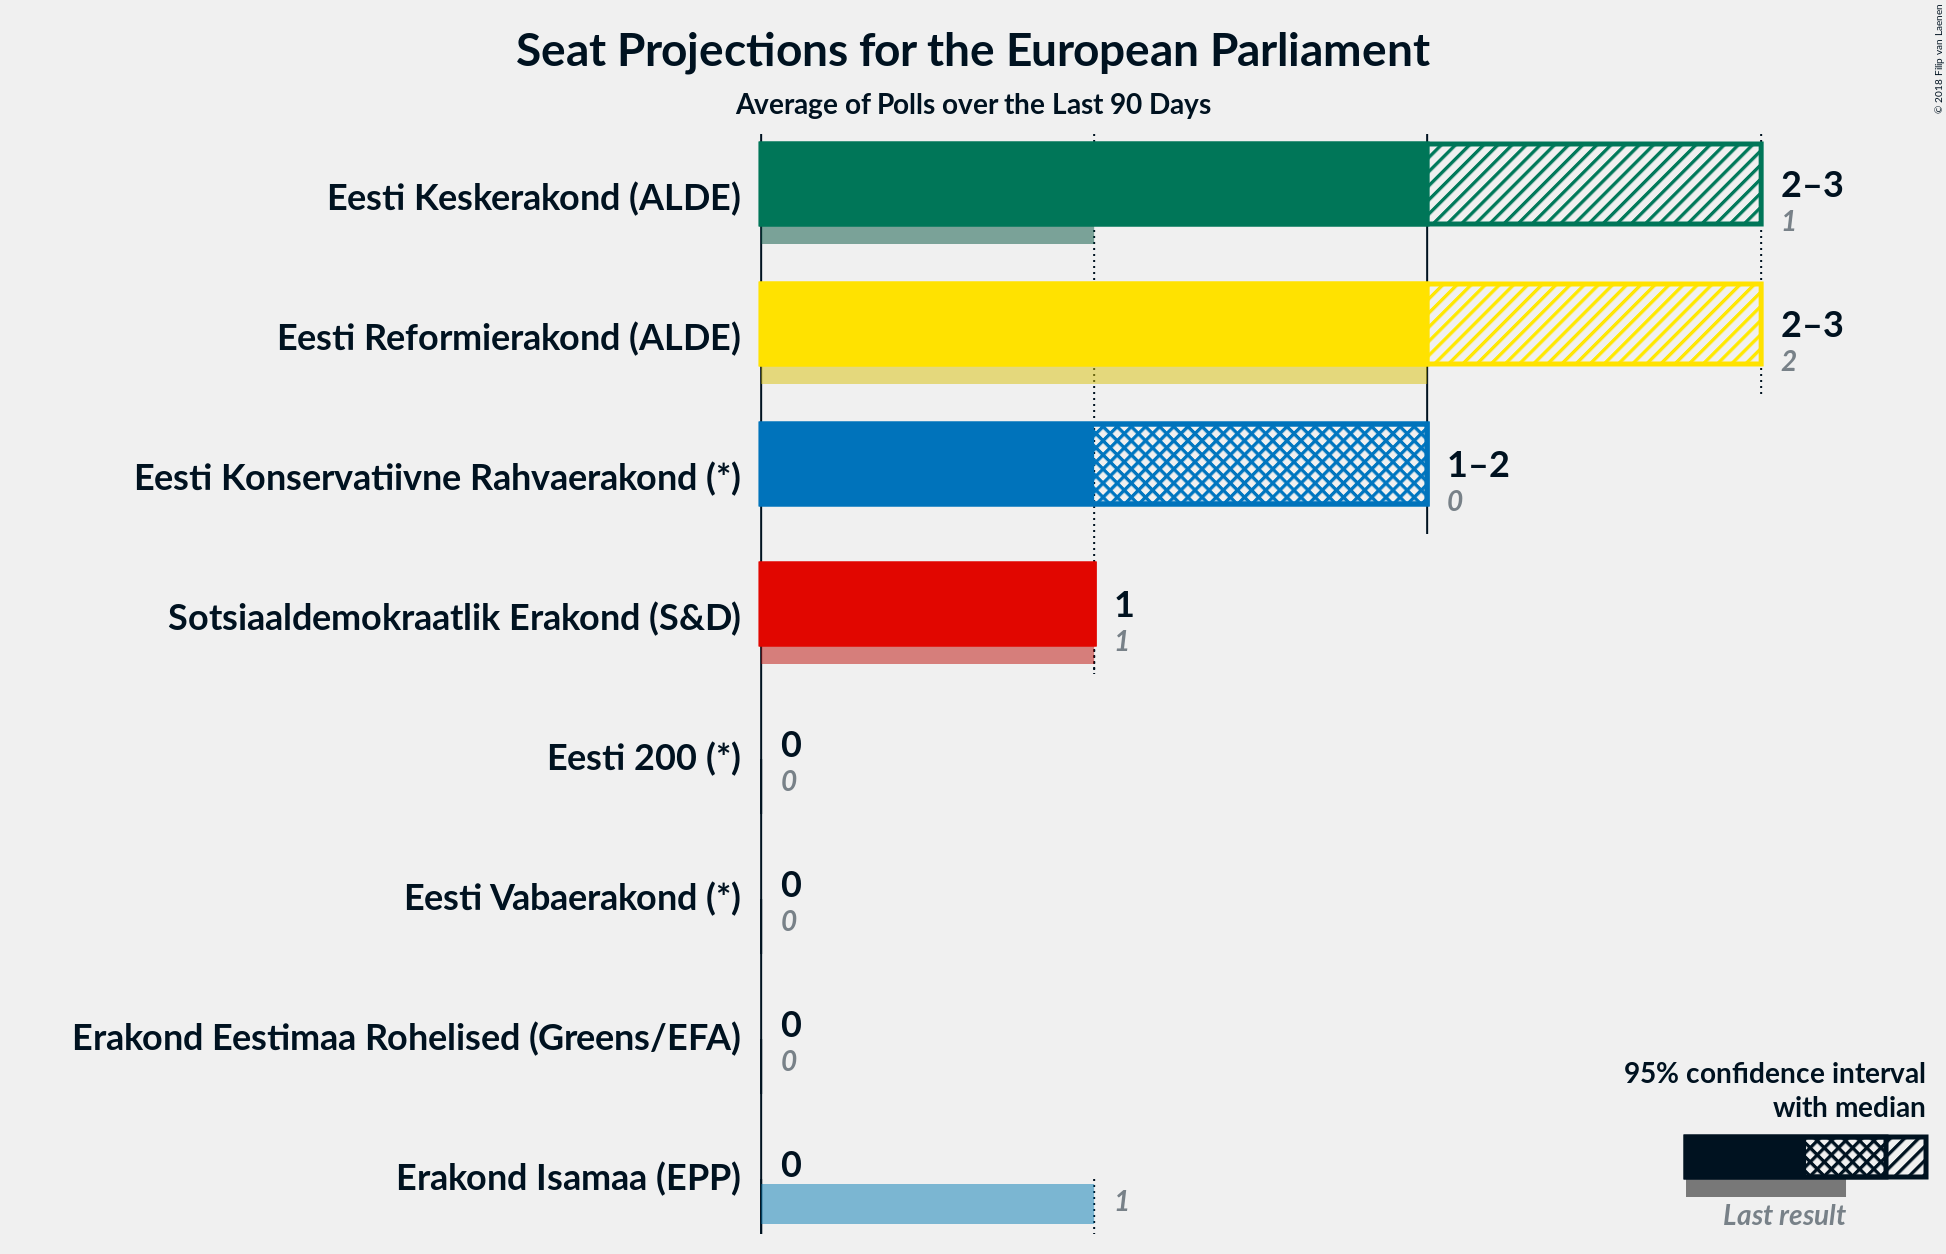 Seat Projections for the European Parliament
Average of Polls over the Last 90 Days
© 2018 Filip van Laenen
Eesti Keskerakond (ALDE)
2–3
1
Eesti Reformierakond (ALDE)
2–3
2
Eesti Konservatiivne Rahvaerakond (*)
1–2
0
Sotsiaaldemokraatlik Erakond (S&D)
1
1
Eesti 200 (*)
0
0
Eesti Vabaerakond (*)
0
0
Erakond Eestimaa Rohelised (Greens/EFA)
0
0
Erakond Isamaa (EPP)
0
1
95% confidence interval
with median
Last result